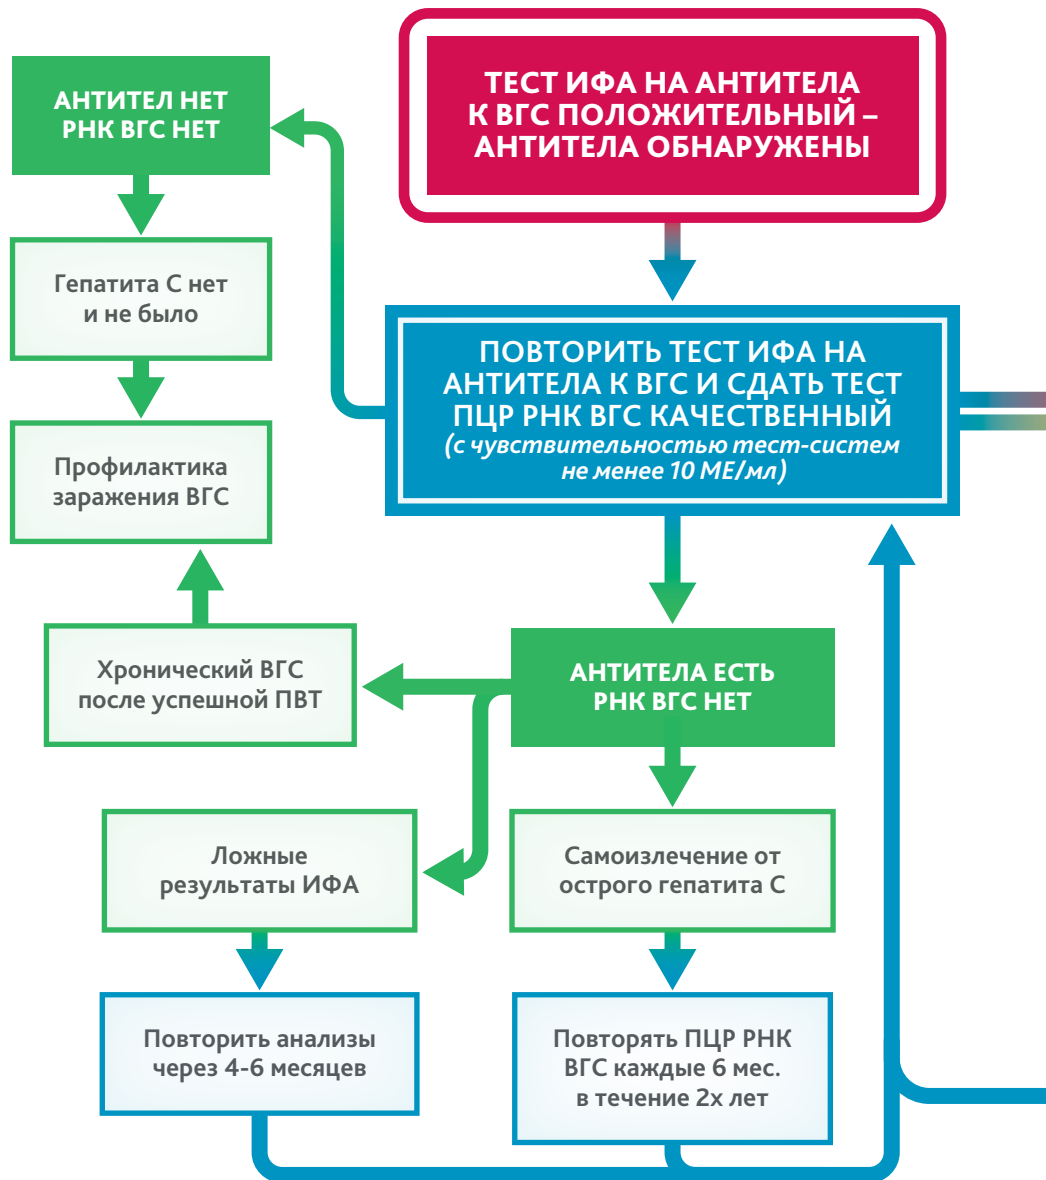 ТЕСТ ИФА НА АНТИТЕЛА
К ВГС ПОЛОЖИТЕЛЬНЫЙ –
АНТИТЕЛА ОБНАРУЖЕНЫ
АНТИТЕЛ НЕТ
РНК ВГС НЕТ
Гепатита С нет
и не было
Профилактика
заражения ВГС
ПОВТОРИТЬ ТЕСТ ИФА НА
АНТИТЕЛА К ВГС И СДАТЬ ТЕСТ
ПЦР РНК ВГС КАЧЕСТВЕННЫЙ
(с чувствительностью тест-систем
не менее 10 МЕ/мл)
АНТИТЕЛА ЕСТЬ
РНК ВГС НЕТ
Хронический ВГС
после успешной ПВТ
Ложные
результаты ИФА
Самоизлечение от
острого гепатита С
Повторить анализы
через 4-6 месяцев
Повторять ПЦР РНК
ВГС каждые 6 мес.
в течение 2х лет